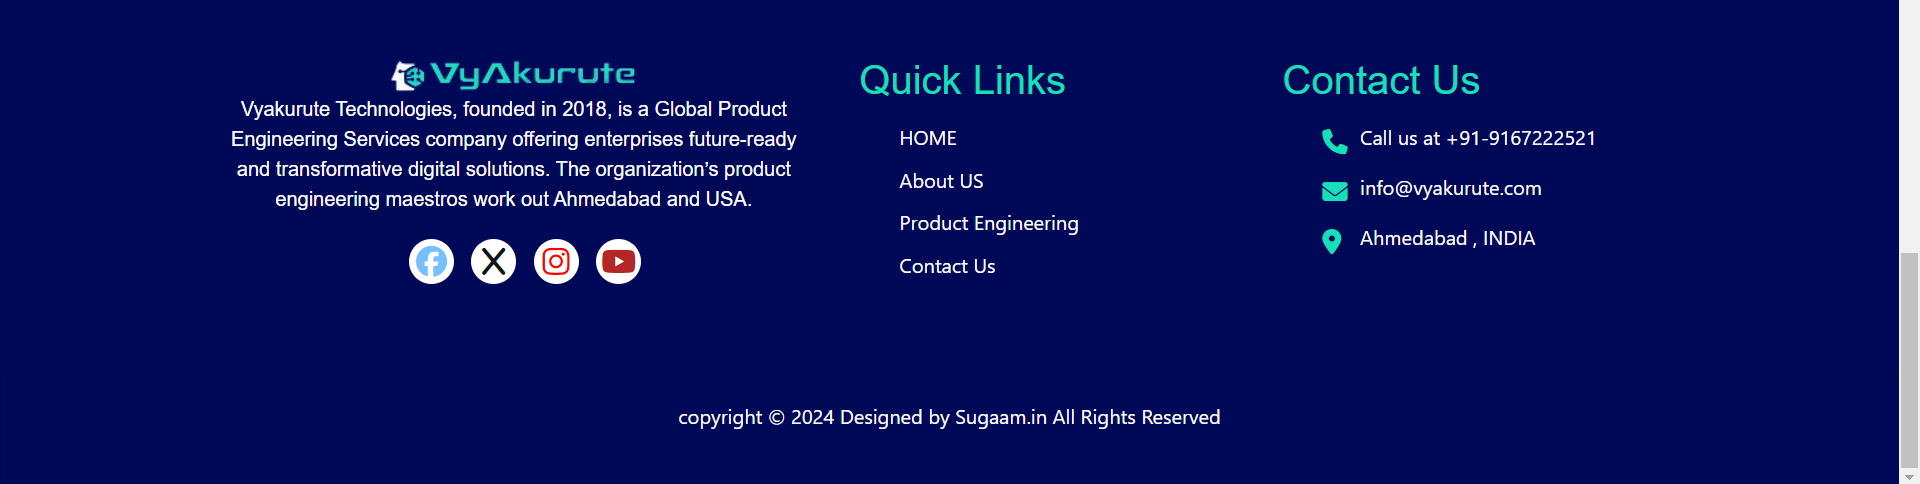 VyAkurute
Vyakurute Technologies, founded in 2018, is a Global Product
Engineering Services company offering enterprises future-ready
and transformative digital solutions. The organization’s product
engineering maestros work out Ahmedabad and USA.
Quick Links
HOME
About US
Product Engineering
Contact Us
Contact Us
Call us at +91-9167222521
info@vyakurute.com
Ahmedabad , INDIA
copyright © 2024 Designed by Sugaam.in All Rights Reserved